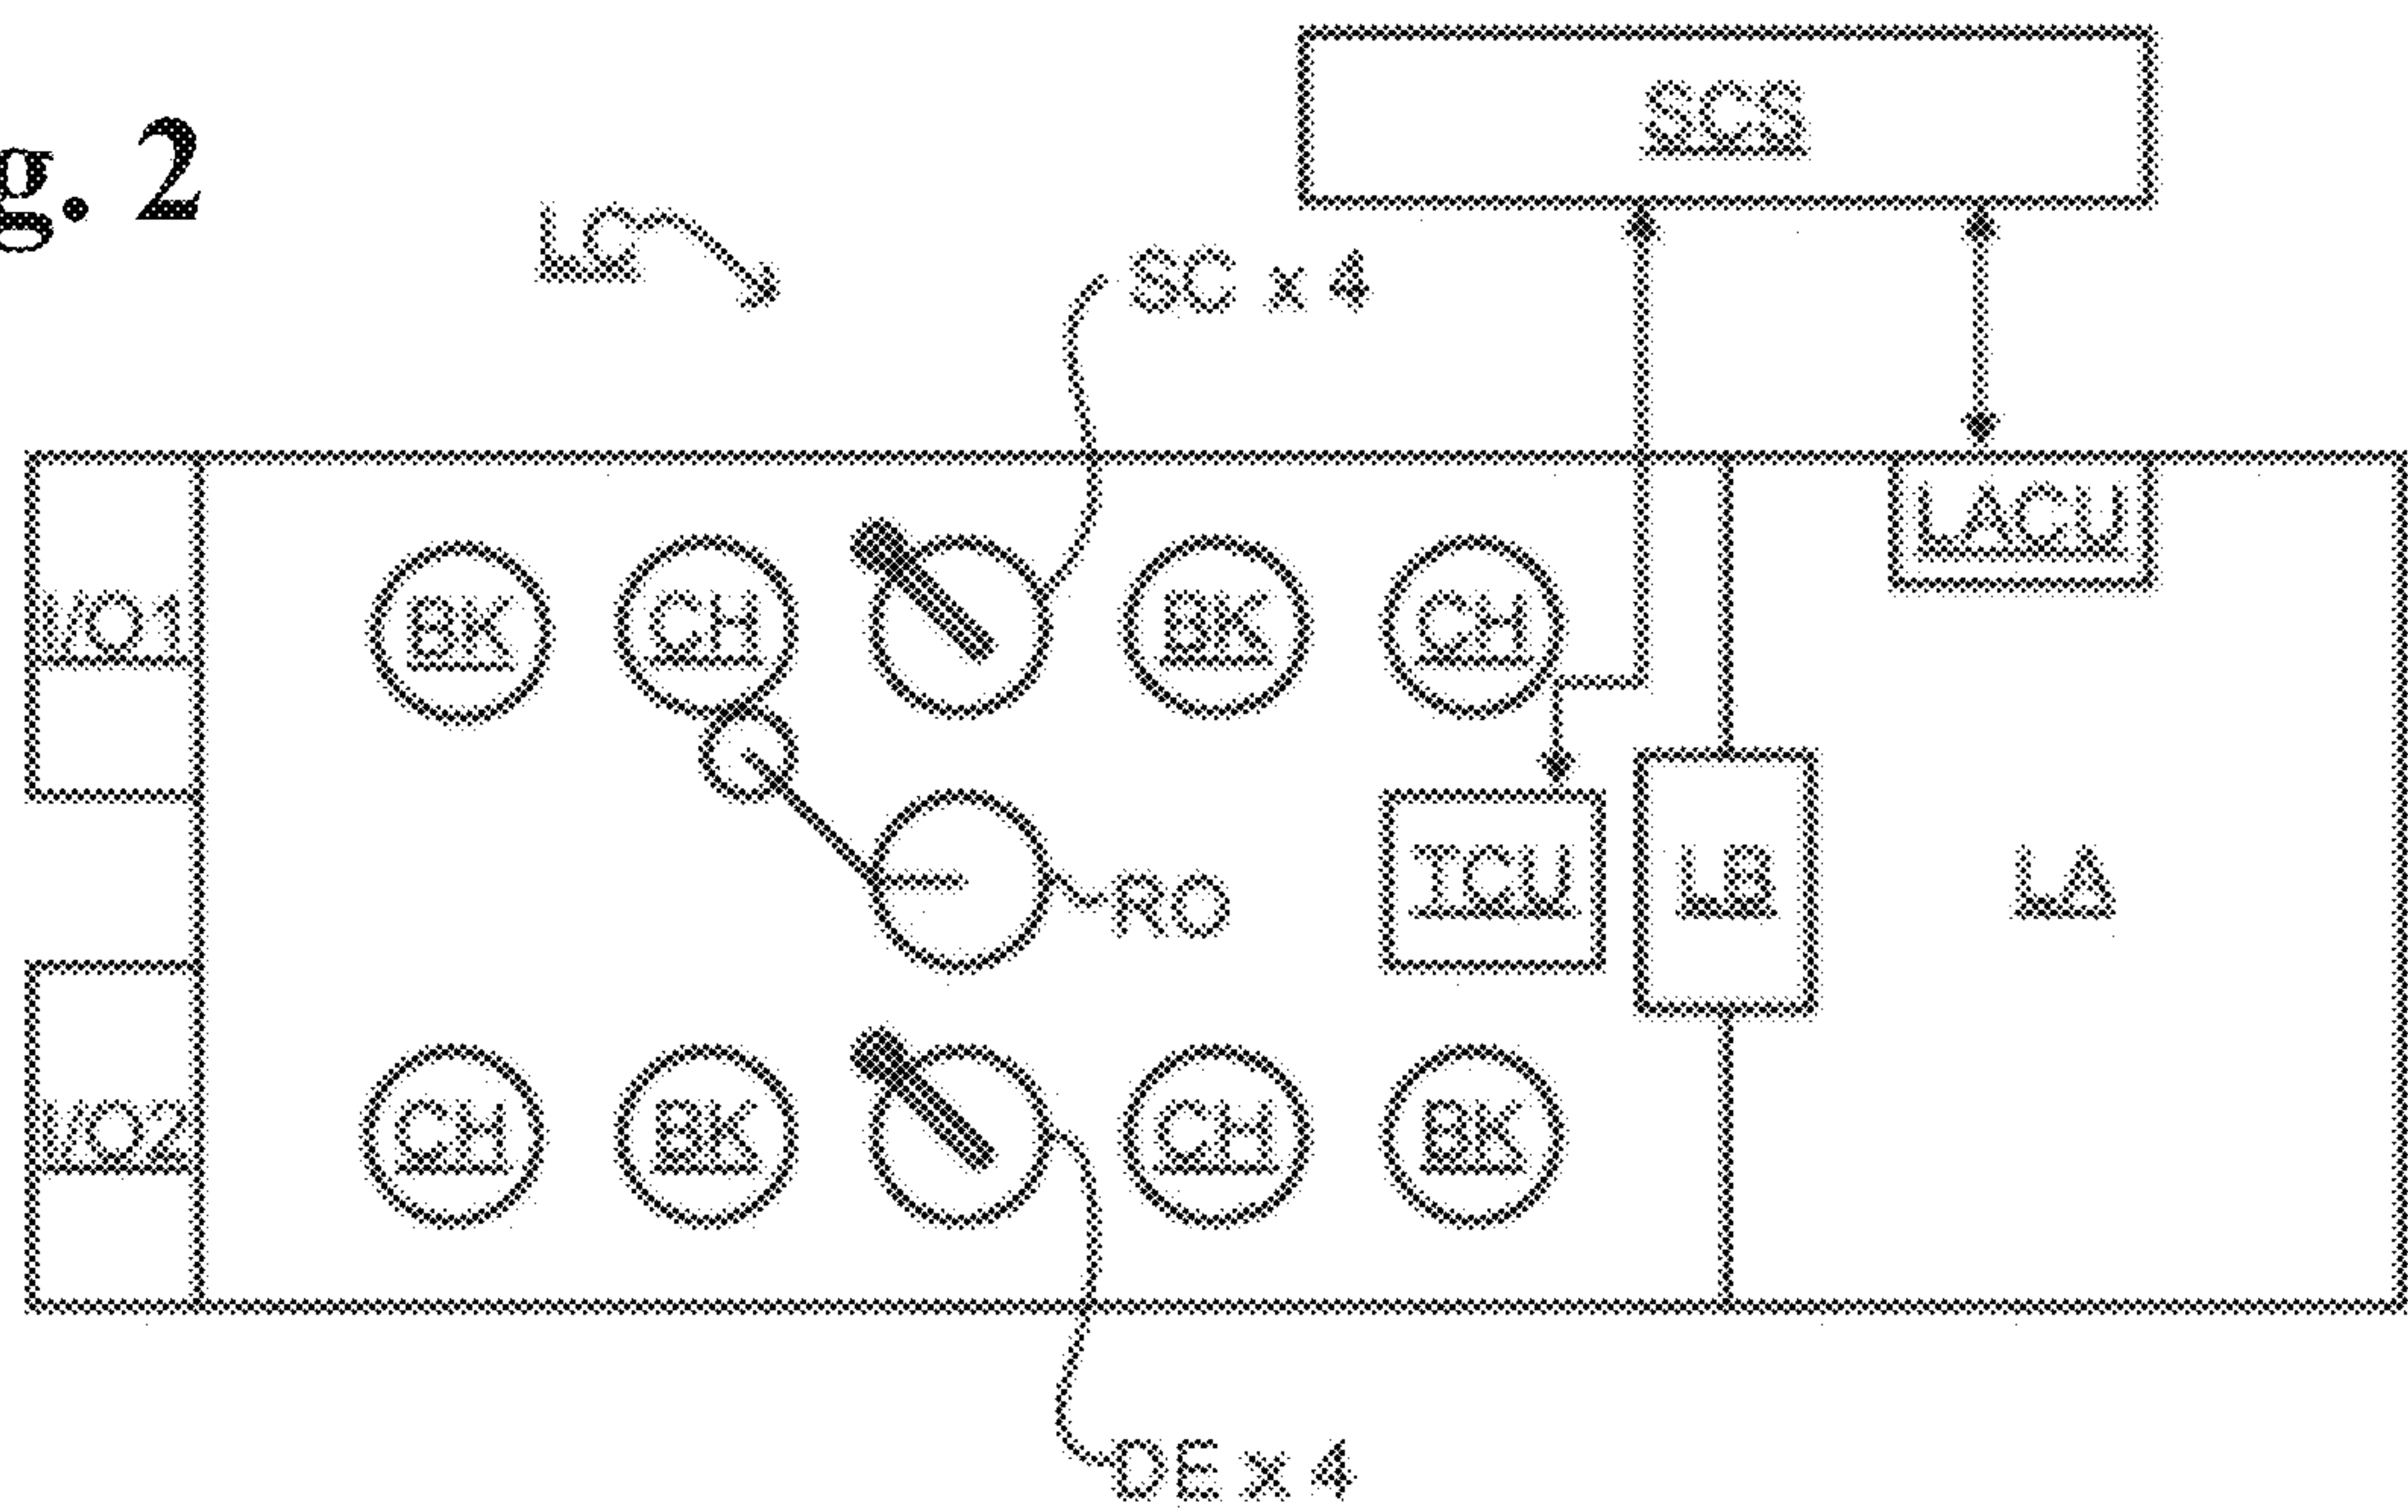 g. 2
SCS
LC
SC x 4
LACU
I/O1
BK
CH
BK
CH
TCU
LB
LA
RO
I/O2
CH
BK
CH
BK
DE x 4